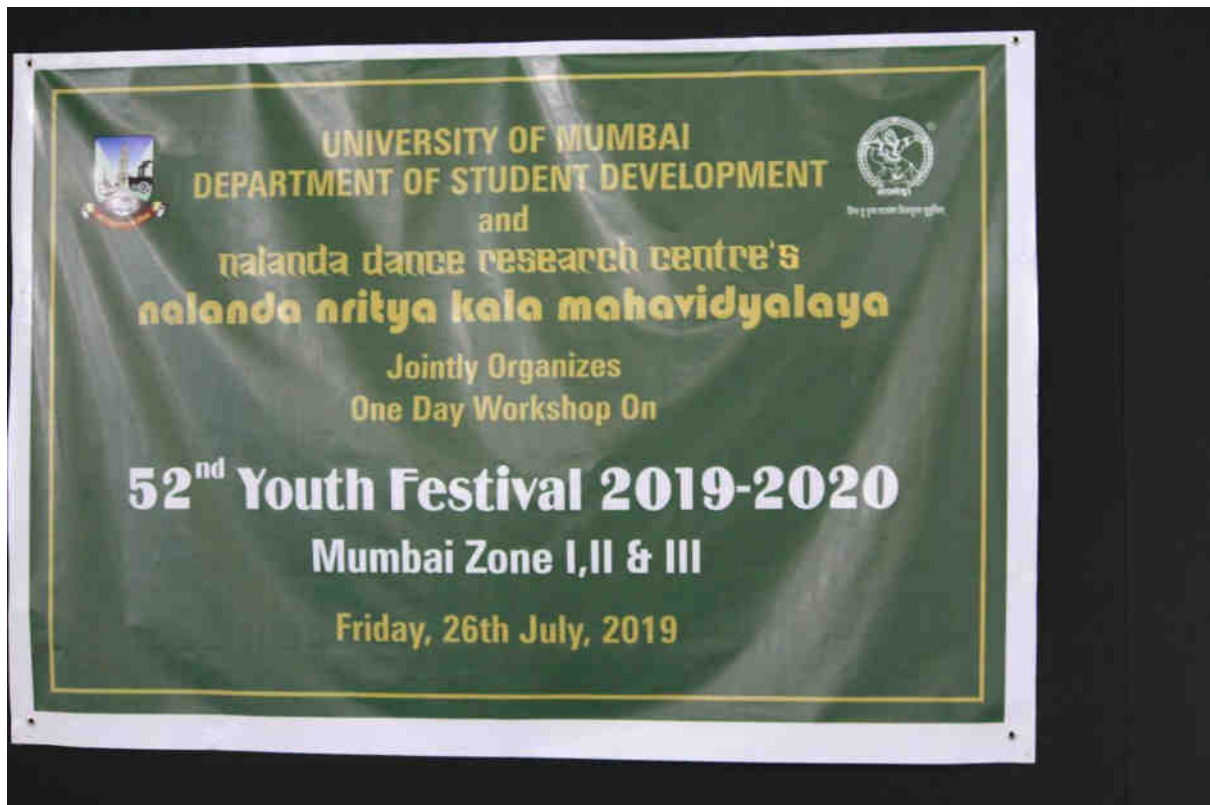 UNIVERSITY OF MUMBAI
DEPARTMENT OF STUDENT DEVELOPMENT
and
nalanda dance research centre's
nalanda nritya kala mahavidyalaya
Jointly Organizes
One Day Workshop On
52nd Youth Festival 2019-2020
Mumbai Zone I,II & III
Friday, 26th July, 2019